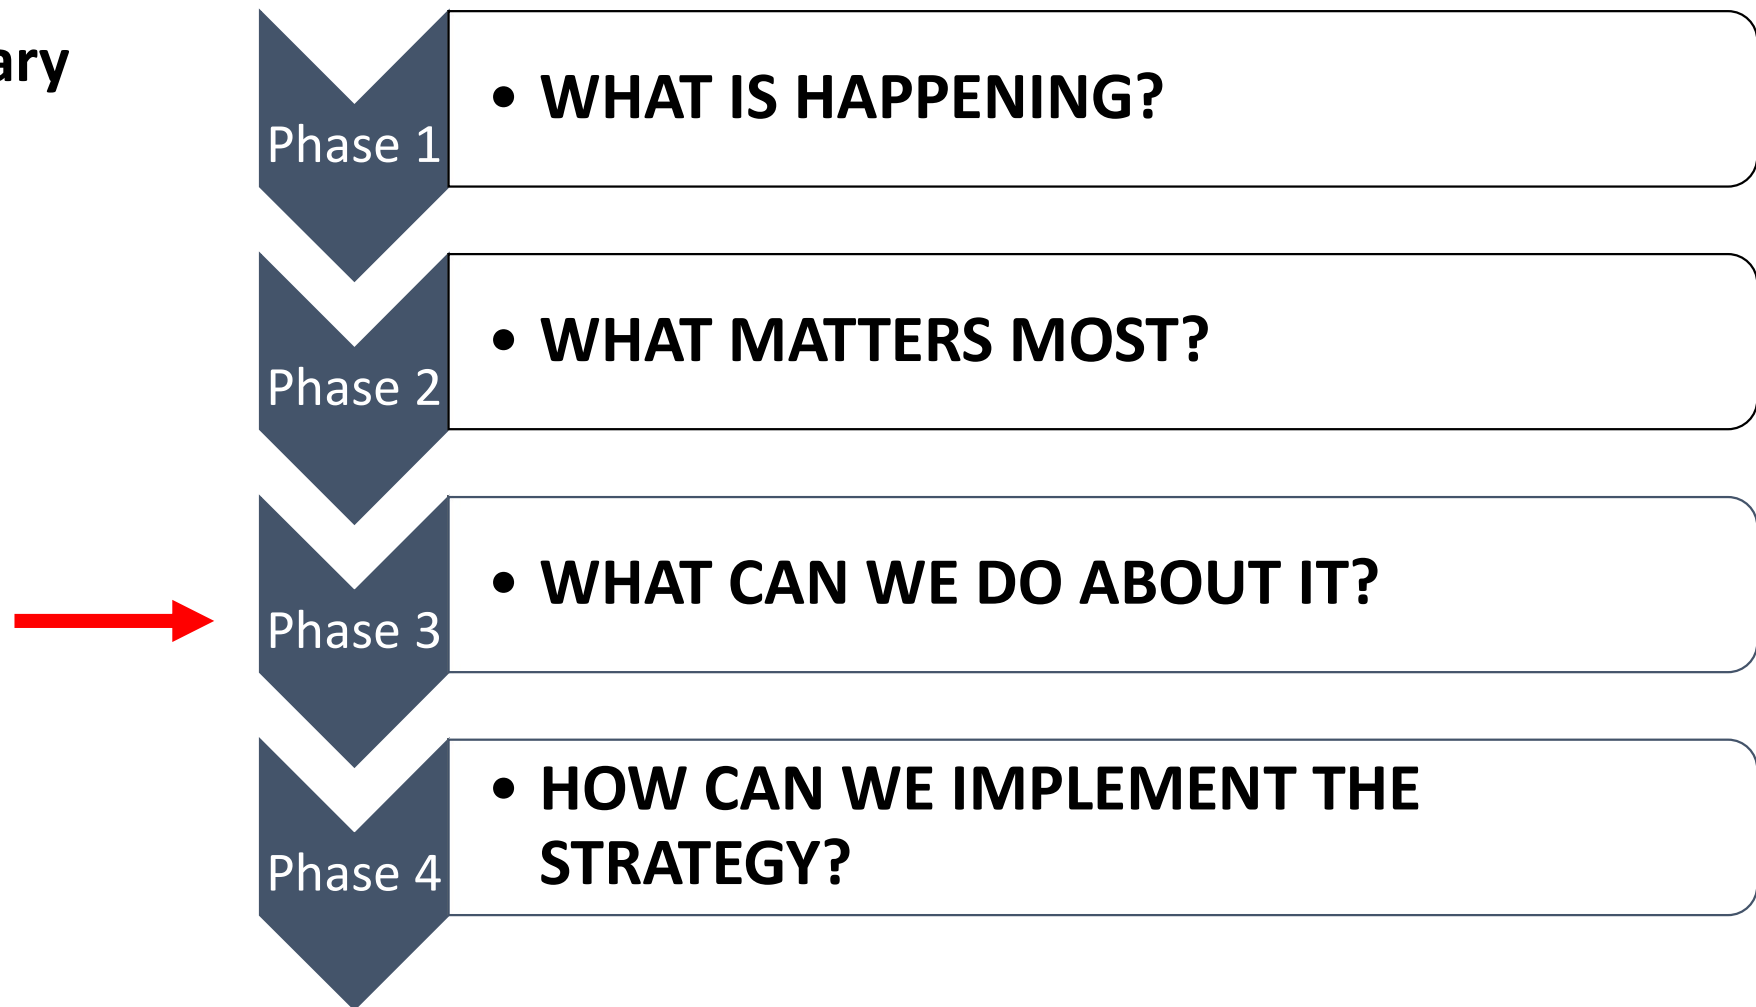 Phase 1
• WHAT IS HAPPENING?
Phase 2
• WHAT MATTERS MOST?
Phase 3
• WHAT CAN WE DO ABOUT IT?
Phase 4
• HOW CAN WE IMPLEMENT THE
STRATEGY?